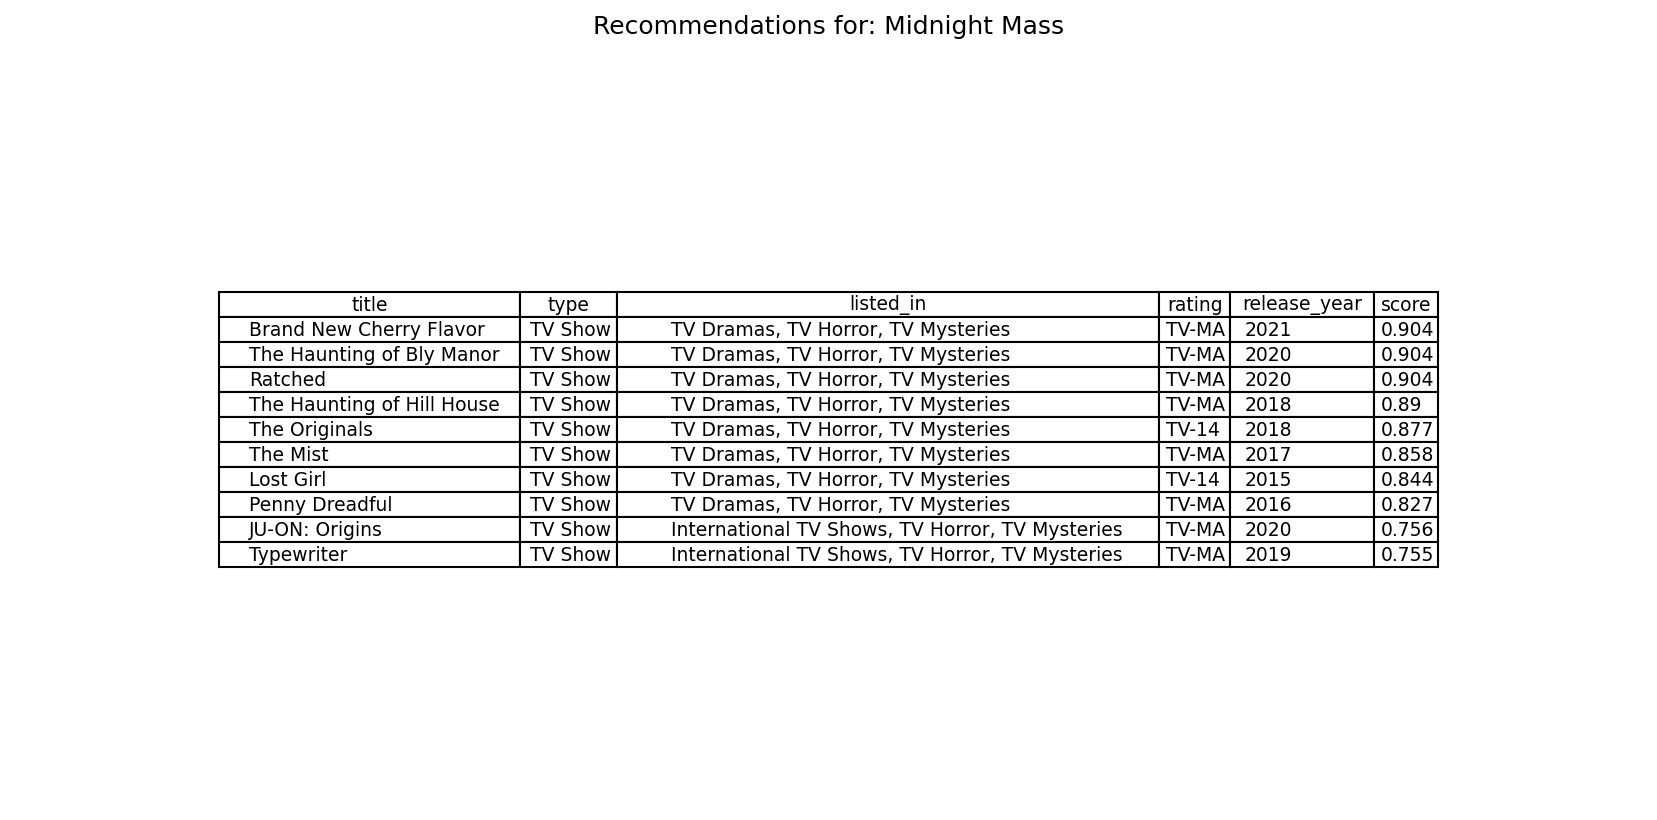 Recommendations for: Midnight Mass
title type listed_in rating release_year score
Brand New Cherry Flavor TV Show TV Dramas, TV Horror, TV Mysteries TV-MA 2021 0.904
The Haunting of Bly Manor TV Show TV Dramas, TV Horror, TV Mysteries TV-MA 2020 0.904
Ratched TV Show TV Dramas, TV Horror, TV Mysteries TV-MA 2020 0.904
The Haunting of Hill House TV Show TV Dramas, TV Horror, TV Mysteries TV-MA 2018 0.89
The Originals TV Show TV Dramas, TV Horror, TV Mysteries TV-14 2018 0.877
The Mist TV Show TV Dramas, TV Horror, TV Mysteries TV-MA 2017 0.858
Lost Girl TV Show TV Dramas, TV Horror, TV Mysteries TV-14 2015 0.844
Penny Dreadful TV Show TV Dramas, TV Horror, TV Mysteries TV-MA 2016 0.827
JU-ON: Origins TV Show International TV Shows, TV Horror, TV Mysteries TV-MA 2020 0.756
Typewriter TV Show International TV Shows, TV Horror, TV Mysteries TV-MA 2019 0.755